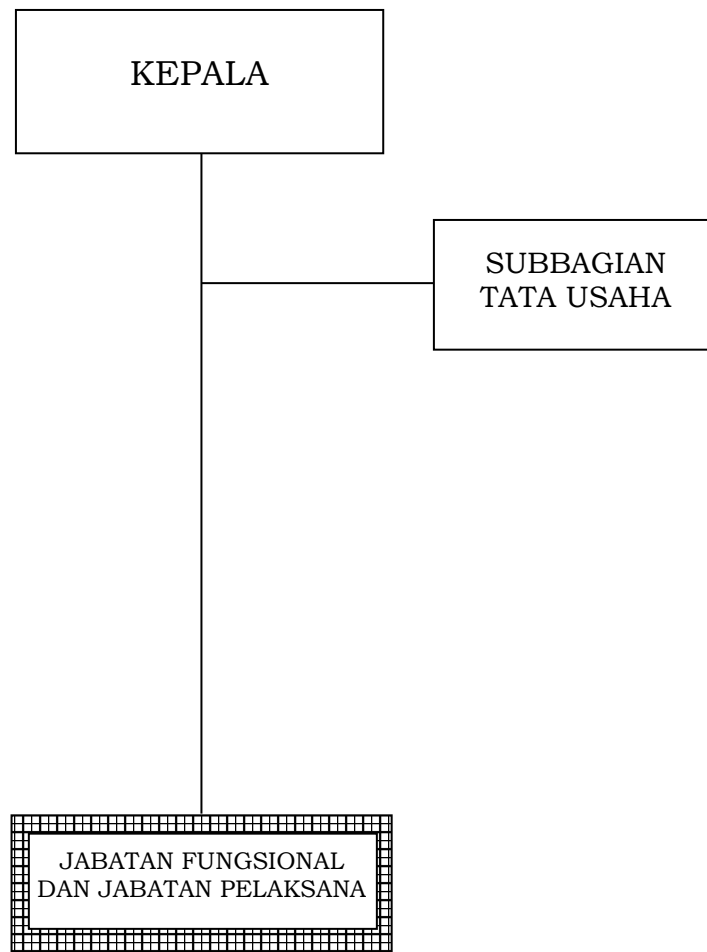 KEPALA
SUBBAGIAN
TATA USAHA
JABATAN FUNGSIONAL
DAN JABATAN PELAKSANA